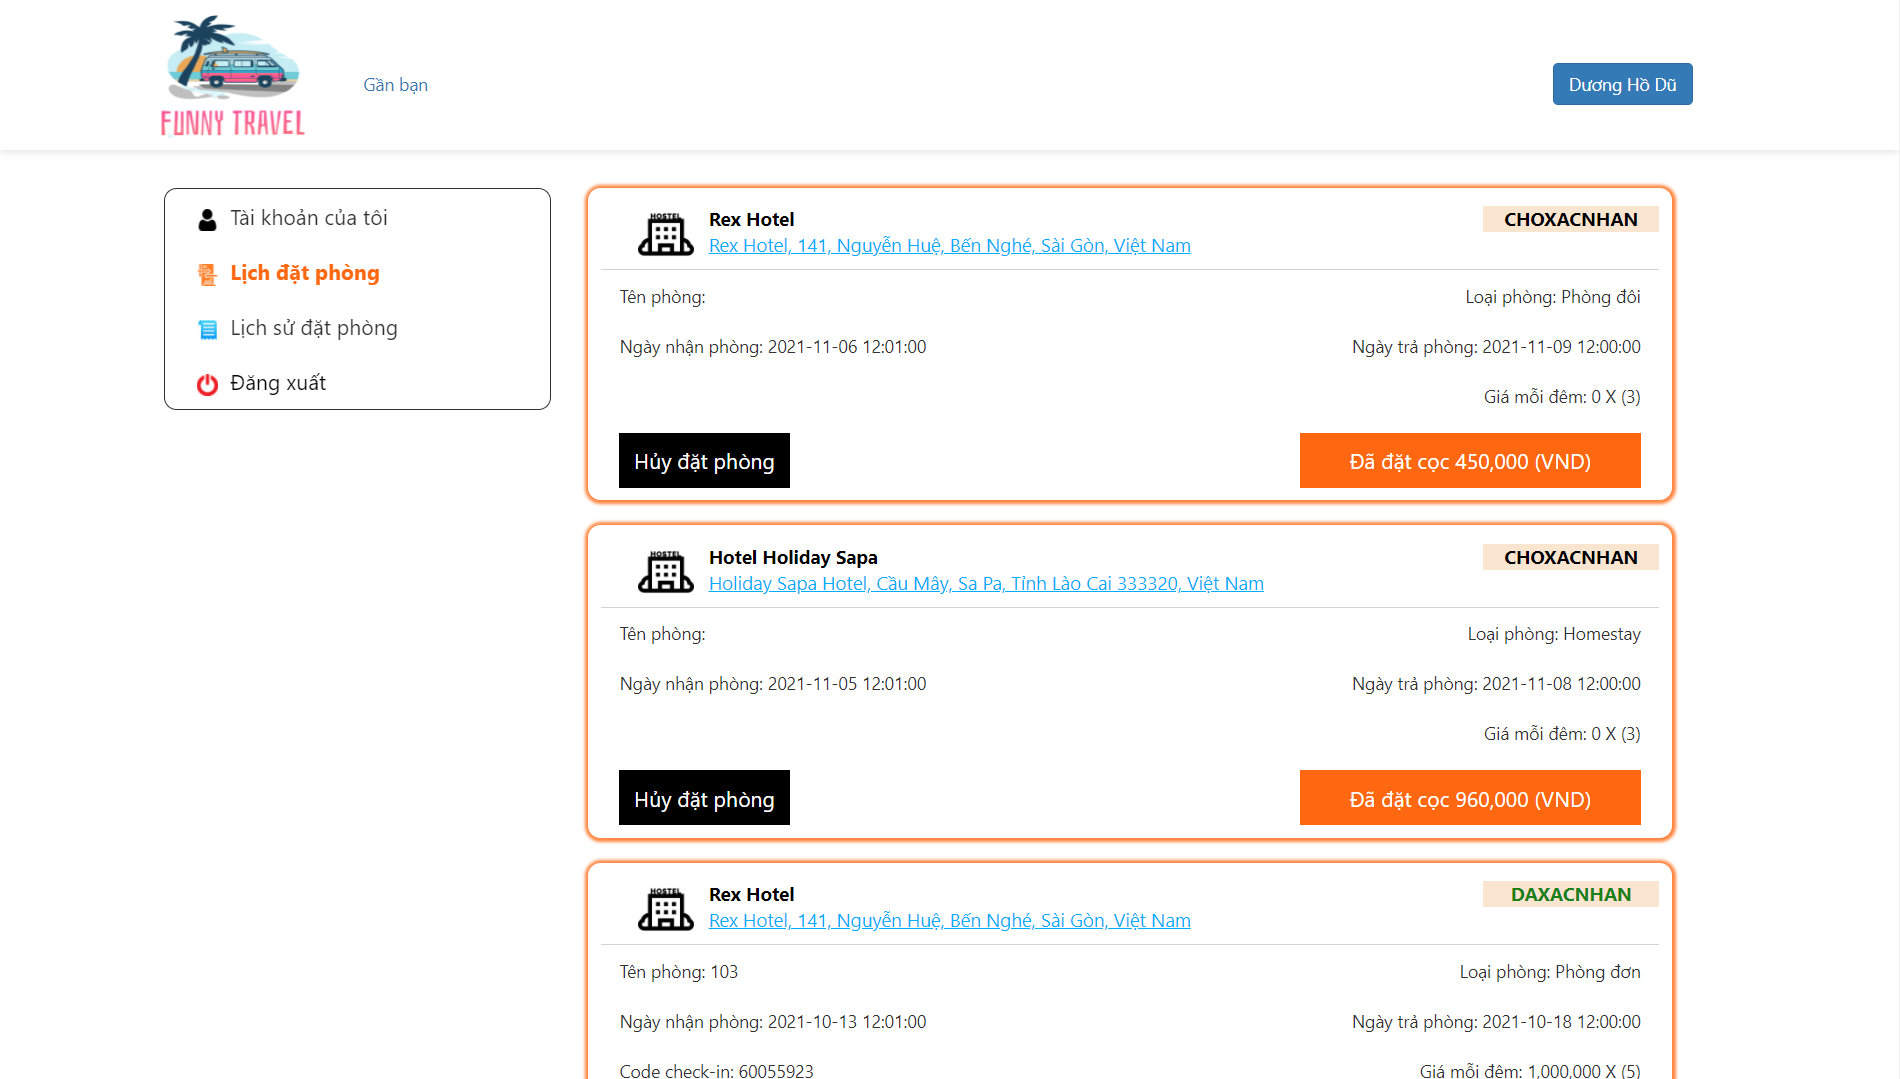 FUNNY TRAVEL
Gần bạn
Dương Hồ Dũ
Tài khoản của tôi
Lịch đặt phòng
Lịch sử đặt phòng
Đăng xuất
HOSTEL
Rex Hotel
CHOXACNHAN
Rex Hotel, 141, Nguyễn Huệ, Bến Nghé, Sài Gòn, Việt Nam
Tên phòng:
Loại phòng: Phòng đôi
Ngày nhận phòng: 2021-11-06 12:01:00
Ngày trả phòng: 2021-11-09 12:00:00
Giá mỗi đêm: 0 X (3)
Hủy đặt phòng
Đã đặt cọc 450,000 (VND)
HOSTEL
Hotel Holiday Sapa
CHOXACNHAN
Holiday Sapa Hotel, Cầu Mây, Sa Pa, Tỉnh Lào Cai 333320, Việt Nam
Tên phòng:
Loại phòng: Homestay
Ngày nhận phòng: 2021-11-05 12:01:00
Ngày trả phòng: 2021-11-08 12:00:00
Giá mỗi đêm: 0 X (3)
Hủy đặt phòng
Đã đặt cọc 960,000 (VND)
HOSTEL
Rex Hotel
DAXACNHAN
Rex Hotel, 141, Nguyễn Huệ, Bến Nghé, Sài Gòn, Việt Nam
Tên phòng: 103
Loại phòng: Phòng đơn
Ngày nhận phòng: 2021-10-13 12:01:00
Ngày trả phòng: 2021-10-18 12:00:00
Code check-in: 60055923
Giá mỗi đêm: 1,000,000 X (5)